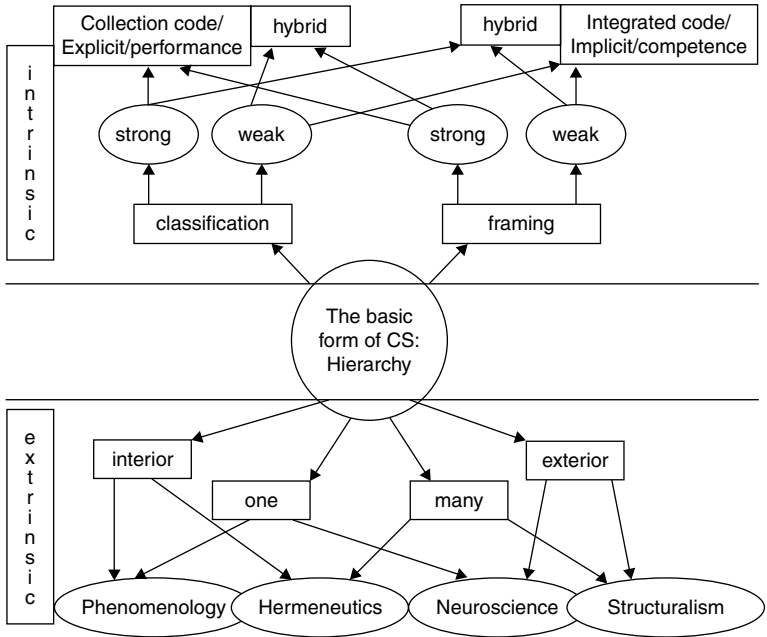 Collection code/
Explicit/performance
hybrid
hybrid
Integrated code/
Implicit/competence
intrinsic
strong
weak
strong
weak
classification
framing
The basic
form of CS:
Hierarchy
extrinsic
interior
exterior
one
many
Phenomenology
Hermeneutics
Neuroscience
Structuralism